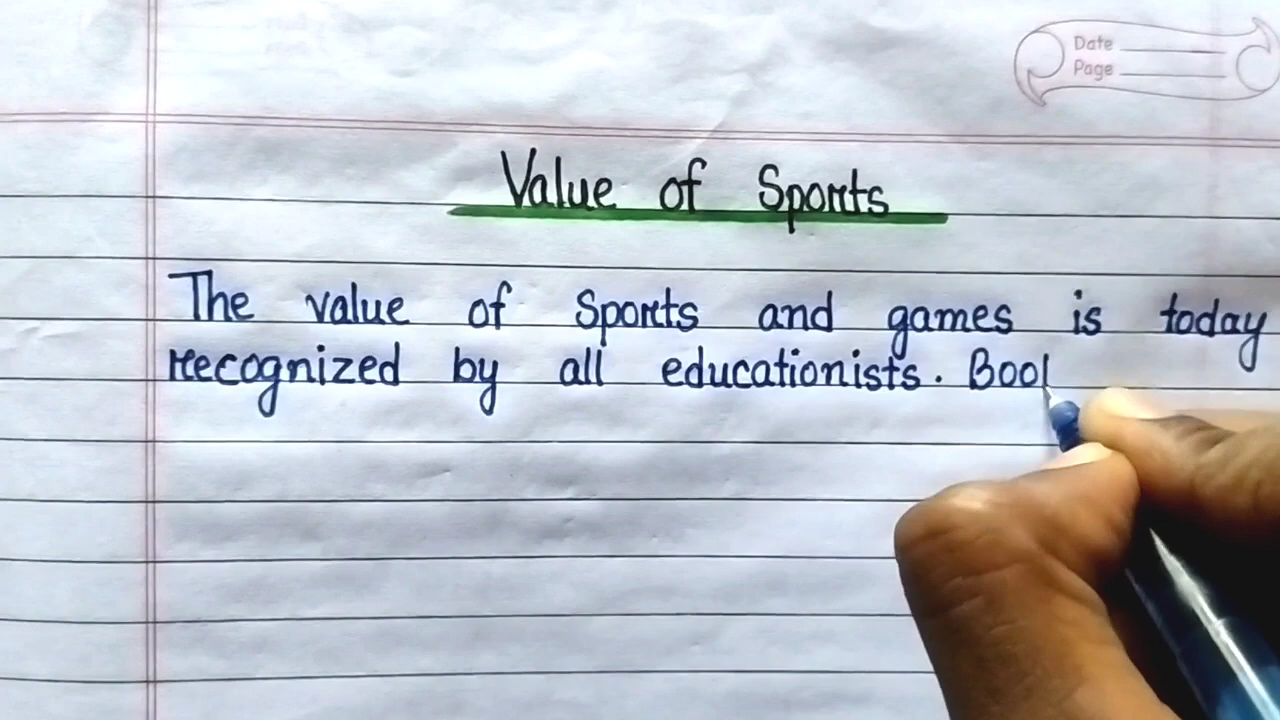 Date
Page
Value of Sports
The value of Sports and games is today
recognized by all educationists. Bool